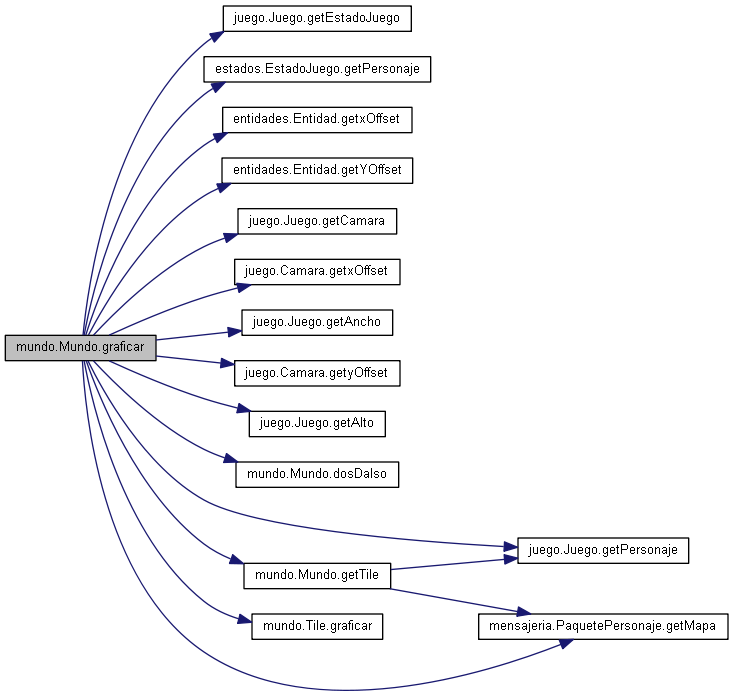 juego.Juego.getEstadoJuego
estados.EstadoJuego.getPersonaje
entidades.Entidad.getxOffset
entidades.Entidad.getYOffset
juego.Juego.getCamara
juego.Camara.getxOffset
juego.Juego.getAncho
mundo.Mundo.graficar
juego.Camara.getyOffset
juego.Juego.getAlto
mundo.Mundo.dosDaIso
juego.Juego.getPersonaje
mundo.Mundo.getTile
mundo.Tile.graficar
mensajeria.PaquetePersonaje.getMapa